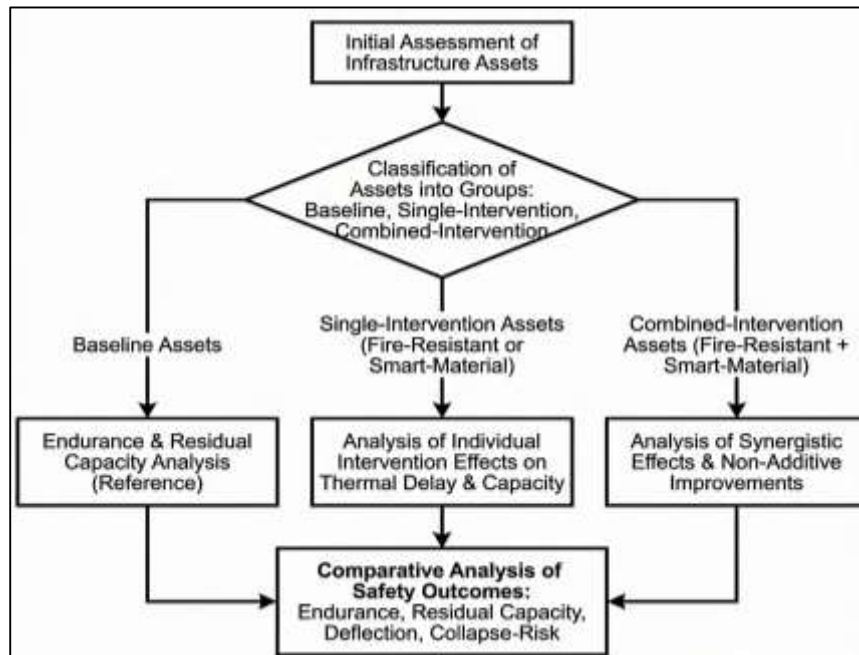 Initial Assessment of
Infrastructure Assets
Classification of
Assets into Groups:
Baseline, Single-Intervention,
Combined-Intervention
Baseline Assets
Single-Intervention Assets
(Fire-Resistant or
Smart-Material)
Combined-Intervention
Assets (Fire-Resistant +
Smart-Material)
Endurance & Residual
Capacity Analysis
(Reference)
Analysis of Individual
Intervention Effects on
Thermal Delay & Capacity
Analysis of Synergistic
Effects & Non-Additive
Improvements
Comparative Analysis of
Safety Outcomes:
Endurance, Residual Capacity,
Deflection, Collapse-Risk